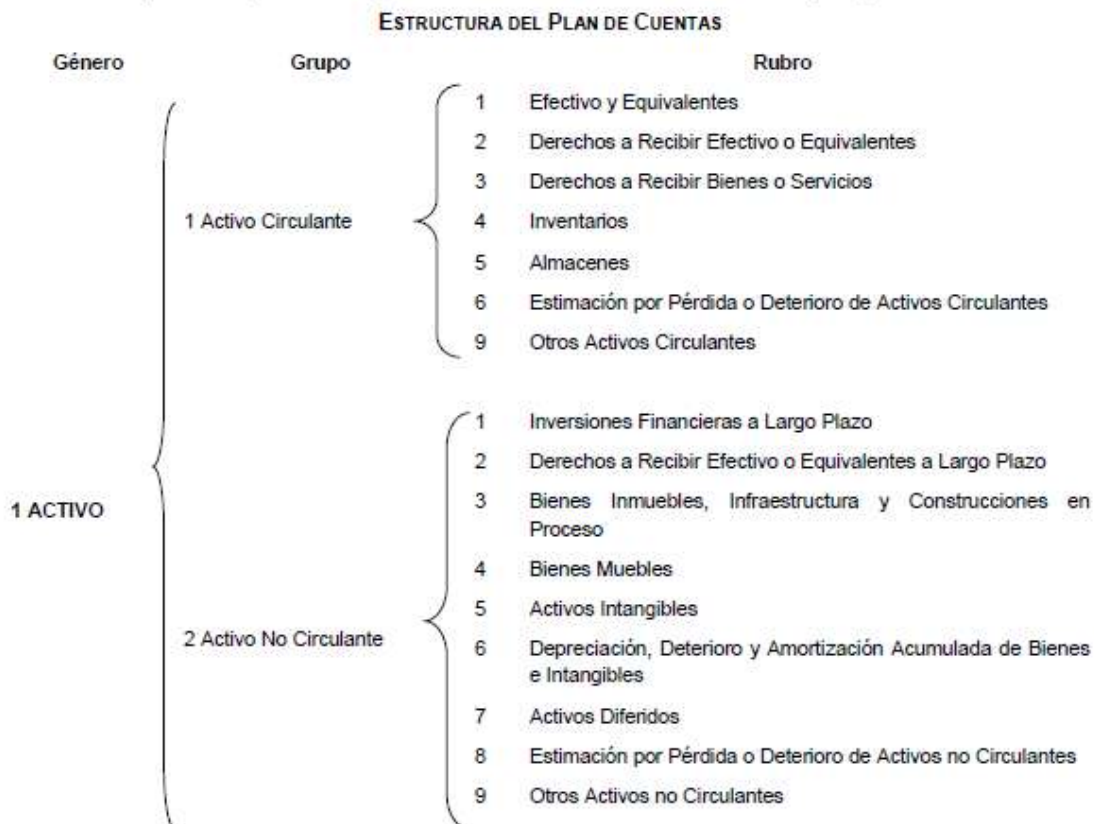 ESTRUCTURA DEL PLAN DE CUENTAS
Género Grupo Rubro
1 Efectivo y Equivalentes
2 Derechos a Recibir Efectivo o Equivalentes
3 Derechos a Recibir Bienes o Servicios
1 Activo Circulante
4 Inventarios
5 Almacenes
6 Estimación por Pérdida o Deterioro de Activos Circulantes
9 Otros Activos Circulantes
1 Inversiones Financieras a Largo Plazo
2 Derechos a Recibir Efectivo o Equivalentes a Largo Plazo
1 ACTIVO
3 Bienes Inmuebles, Infraestructura y Construcciones en
Proceso
4 Bienes Muebles
5 Activos Intangibles
2 Activo No Circulante
6 Depreciación, Deterioro y Amortización Acumulada de Bienes
e Intangibles
7 Activos Diferidos
8 Estimación por Pérdida o Deterioro de Activos no Circulantes
9 Otros Activos no Circulantes